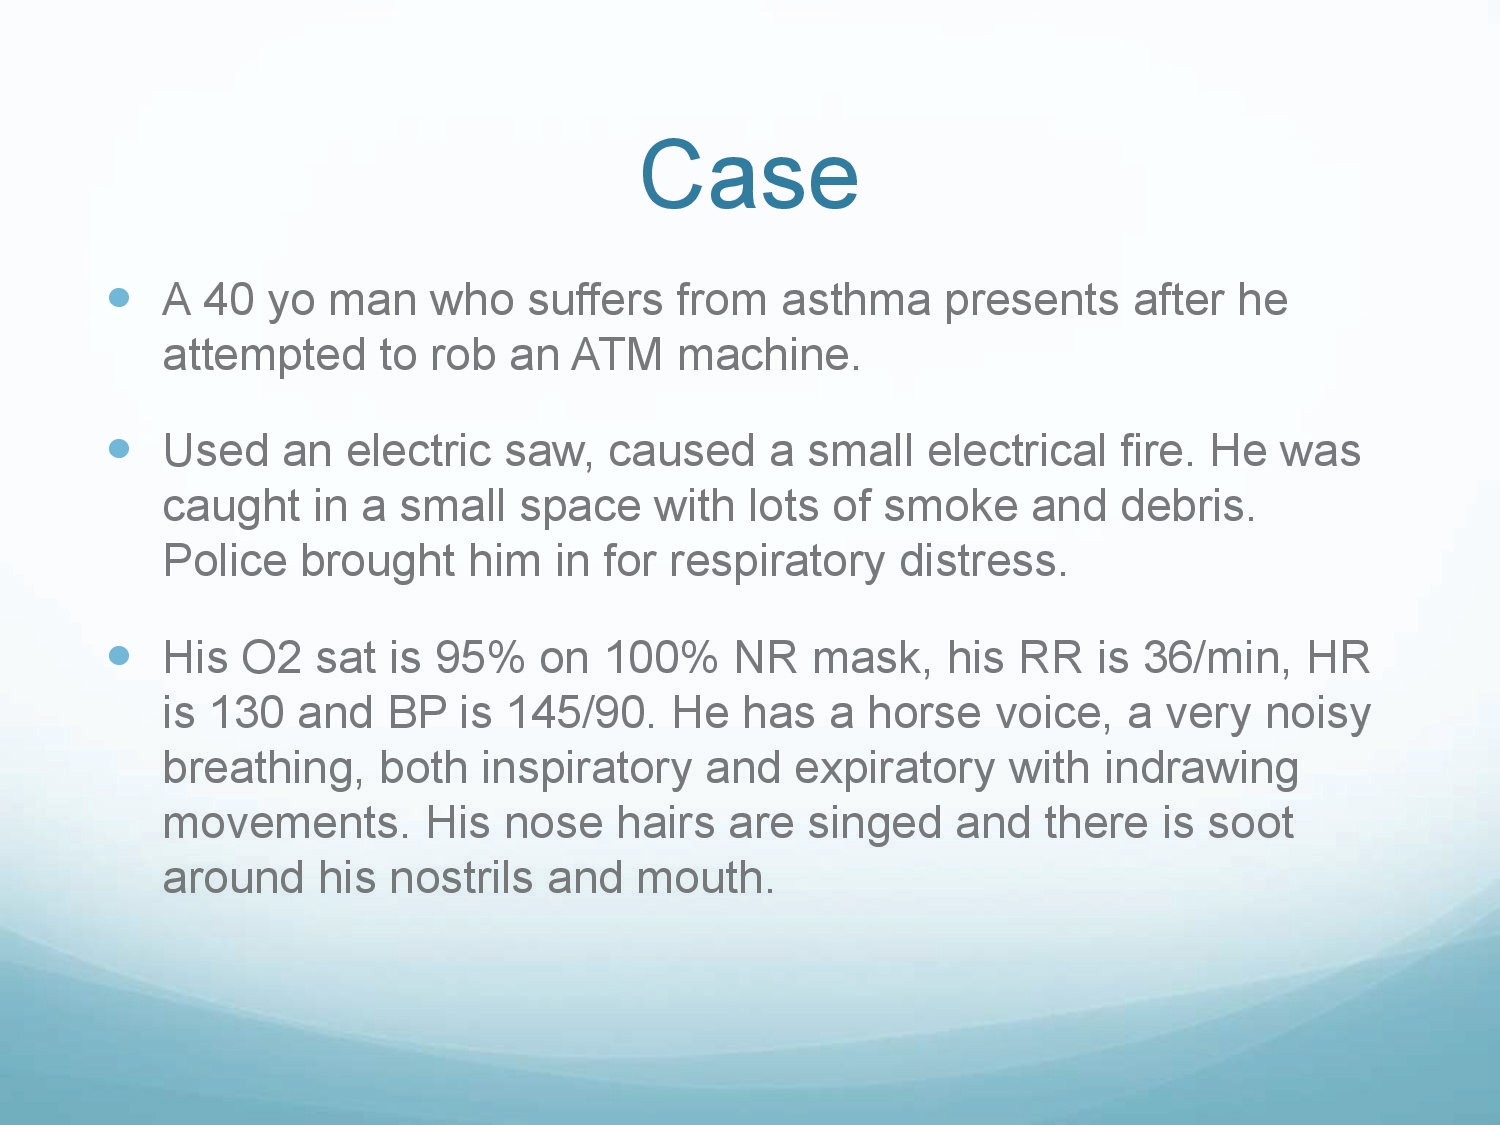 Case
A 40 yo man who suffers from asthma presents after he
attempted to rob an ATM machine.
Used an electric saw, caused a small electrical fire. He was
caught in a small space with lots of smoke and debris.
Police brought him in for respiratory distress.
His O2 sat is 95% on 100% NR mask, his RR is 36/min, HR
is 130 and BP is 145/90. He has a horse voice, a very noisy
breathing, both inspiratory and expiratory with indrawing
movements. His nose hairs are singed and there is soot
around his nostrils and mouth.